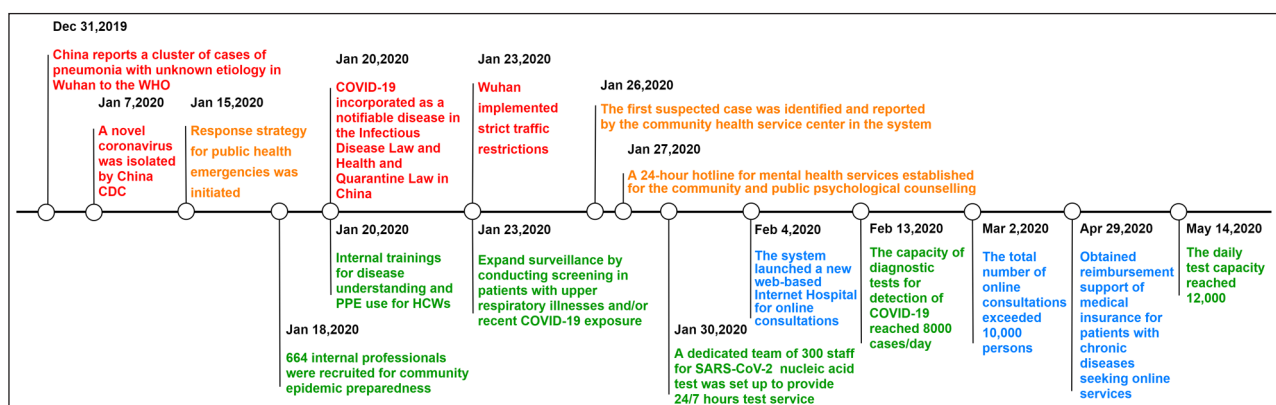 Dec 31,2019
China reports a cluster of cases of
pneumonia with unknown etiology in
Wuhan to the WHO
Jan 7,2020
A novel
coronavirus
was isolated
by China
CDC
Jan 15,2020
Response strategy
for public health
emergencies was
initiated
Jan 20,2020
COVID-19
incorporated as a
notifiable disease in
the Infectious
Disease Law and
Health and
Quarantine Law in
China
Jan 23,2020
Wuhan
implemented
strict traffic
restrictions
Jan 26,2020
The first suspected case was identified and reported
by the community health service center in the system
Jan 27,2020
A 24-hour hotline for mental health services established
for the community and public psychological counselling
Jan 18,2020
664 internal professionals
were recruited for community
epidemic preparedness
Jan 20,2020
Internal trainings
for disease
understanding and
PPE use for HCWs
Jan 23,2020
Expand surveillance by
conducting screening in
patients with upper
respiratory illnesses and/or
recent COVID-19 exposure
Jan 30,2020
A dedicated team of 300 staff
for SARS-CoV-2 nucleic acid
test was set up to provide
24/7 hours test service
Feb 4,2020
The system
launched a new
web-based
Internet Hospital
for online
consultations
Feb 13,2020
The capacity of
diagnostic
tests for
detection of
COVID-19
reached 8000
cases/day
Mar 2,2020
The total
number of
online
consultations
exceeded
10,000
persons
Apr 29,2020
Obtained
reimbursement
support of
medical
insurance for
patients with
chronic
diseases
seeking online
services
May 14,2020
The daily
test capacity
reached
12,000